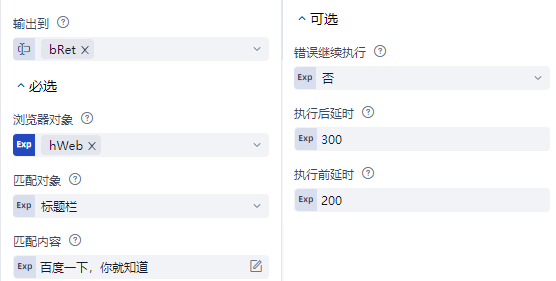 输出到
bRet
必选
浏览器对象
Exp hWeb
匹配对象
Exp 标题栏
匹配内容
Exp 百度一下，你就知道
可选
错误继续执行
Exp 否
执行后延时
Exp 300
执行前延时
Exp 200